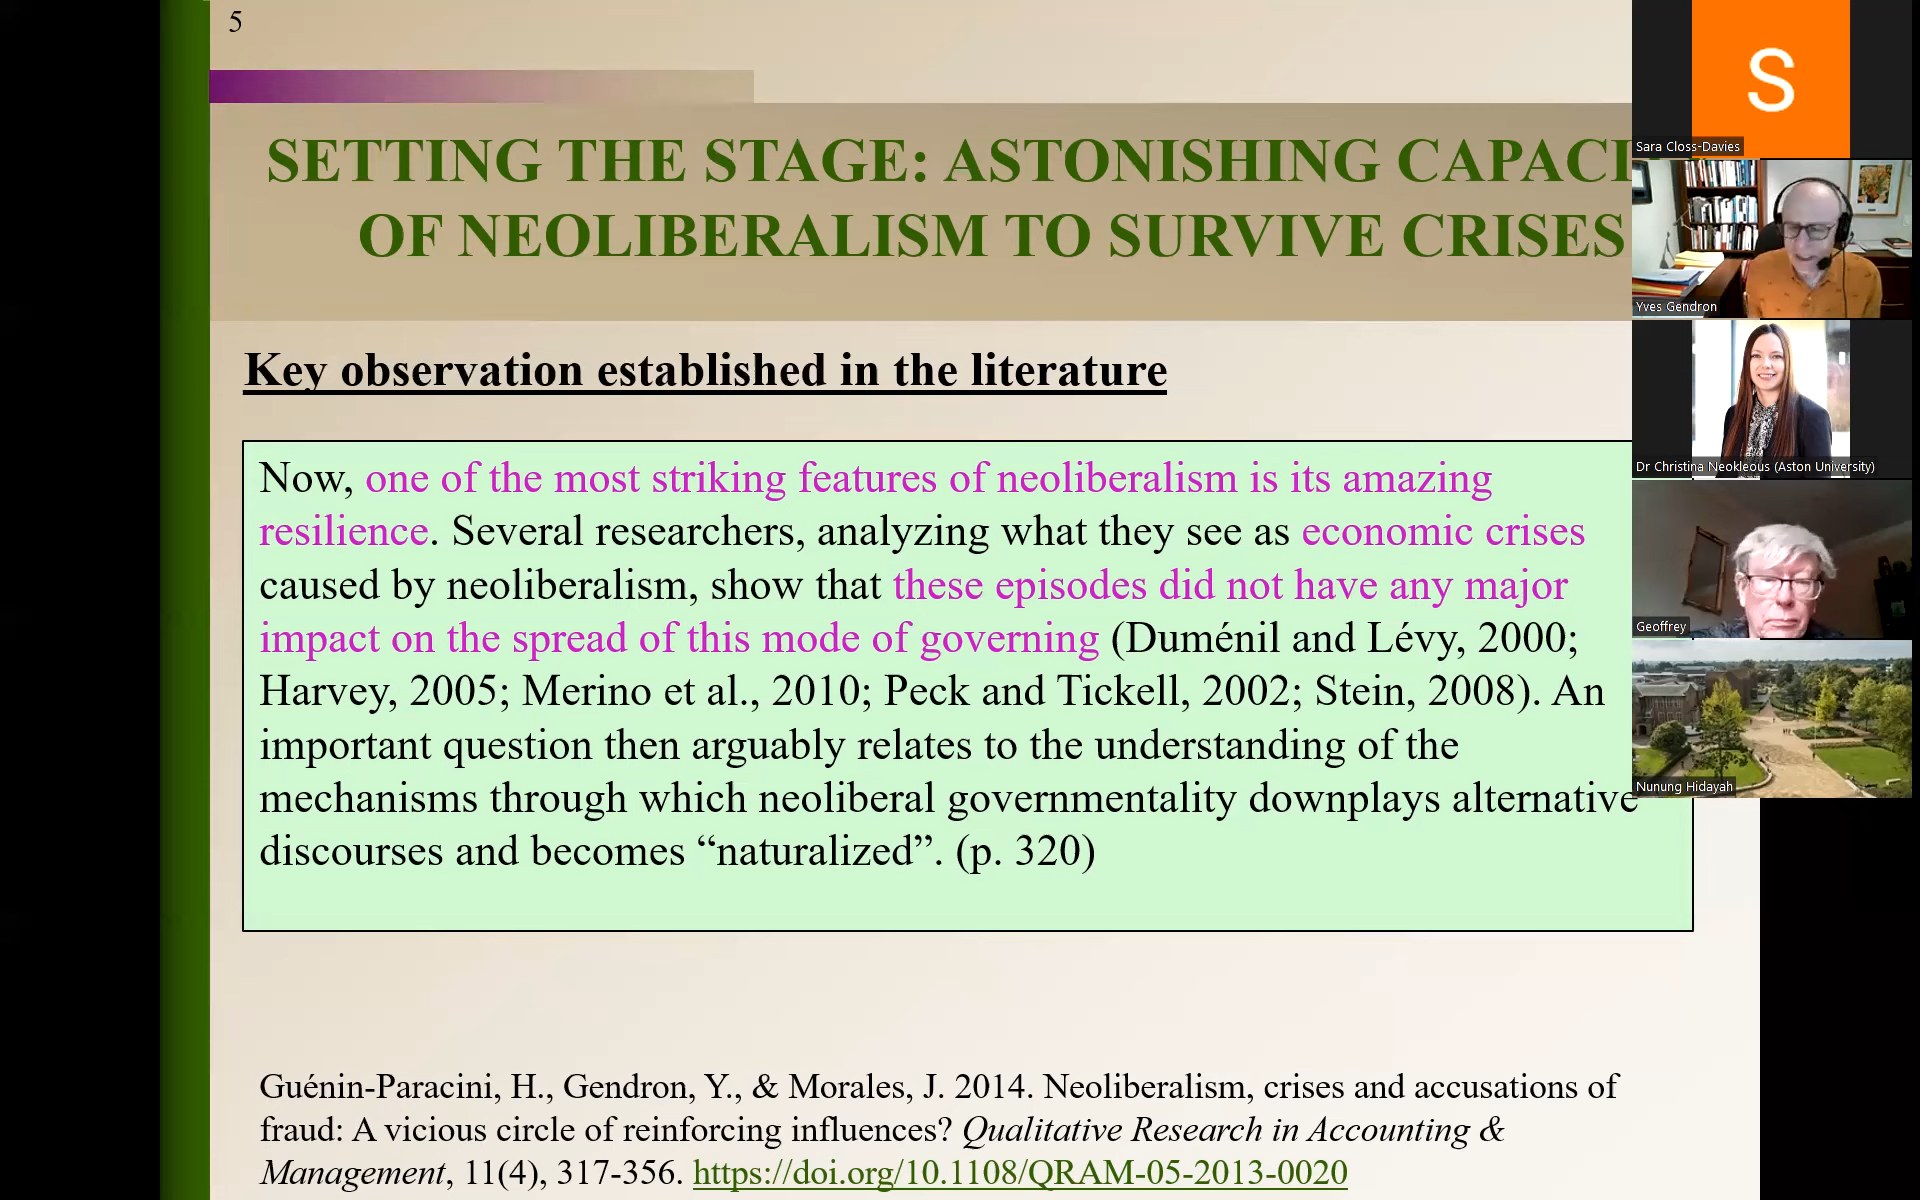 5
SETTING THE STAGE: ASTONISHING CAPACI
OF NEOLIBERALISM TO SURVIVE CRISES
Key observation established in the literature
Now, one of the most striking features of neoliberalism is its amazing
resilience. Several researchers, analyzing what they see as economic crises
caused by neoliberalism, show that these episodes did not have any major
impact on the spread of this mode of governing (Duménil and Lévy, 2000;
Harvey, 2005; Merino et al., 2010; Peck and Tickell, 2002; Stein, 2008). An
important question then arguably relates to the understanding of the
mechanisms through which neoliberal governmentality downplays alternative
discourses and becomes “naturalized”. (p. 320)
Guénin-Paracini, H., Gendron, Y., & Morales, J. 2014. Neoliberalism, crises and accusations of
fraud: A vicious circle of reinforcing influences? Qualitative Research in Accounting &
Management, 11(4), 317-356. https://doi.org/10.1108/QRAM-05-2013-0020
S
Sara Closs-Davies
Yves Gendron
Dr Christina Neokleous (Aston University)
Geoffrey
Nunung Hidayah